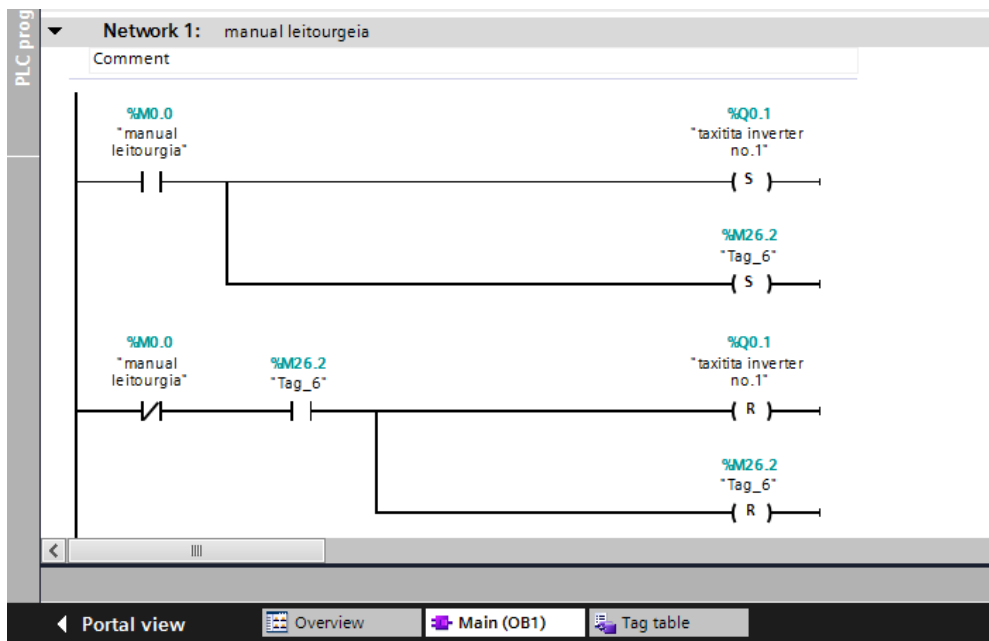 PLC prog
Network 1: manual leitourgeia
Comment
%M0.0
"manual
leitourgia"
%Q0.1
"taxitita inverter
no.1"
( S )
%M26.2
"Tag_6"
( S )
%M0.0
"manual
leitourgia"
%M26.2
"Tag_6"
%Q0.1
"taxitita inverter
no.1"
( R )
%M26.2
"Tag_6"
( R )
Portal view
Overview
Main (OB1)
Tag table